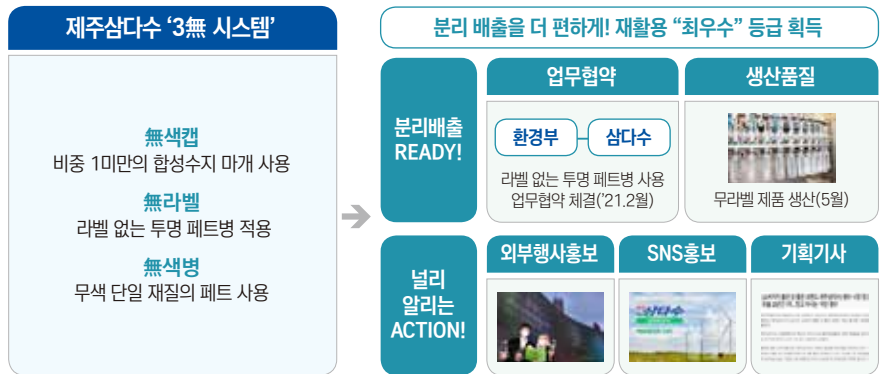 제주삼다수 ‘3無 시스템’
無색캡
비중 1미만의 합성수지 마개 사용
無라벨
라벨 없는 투명 페트병 적용
無색병
무색 단일 재질의 페트 사용
분리 배출을 더 편하게! 재활용 “최우수” 등급 획득
분리배출
READY!
업무협약
환경부
삼다수
라벨 없는 투명 페트병 사용
업무협약 체결(’21.2월)
생산품질
무라벨 제품 생산(5월)
널리
알리는
ACTION!
외부행사홍보
SNS홍보
삼다수
기획기사